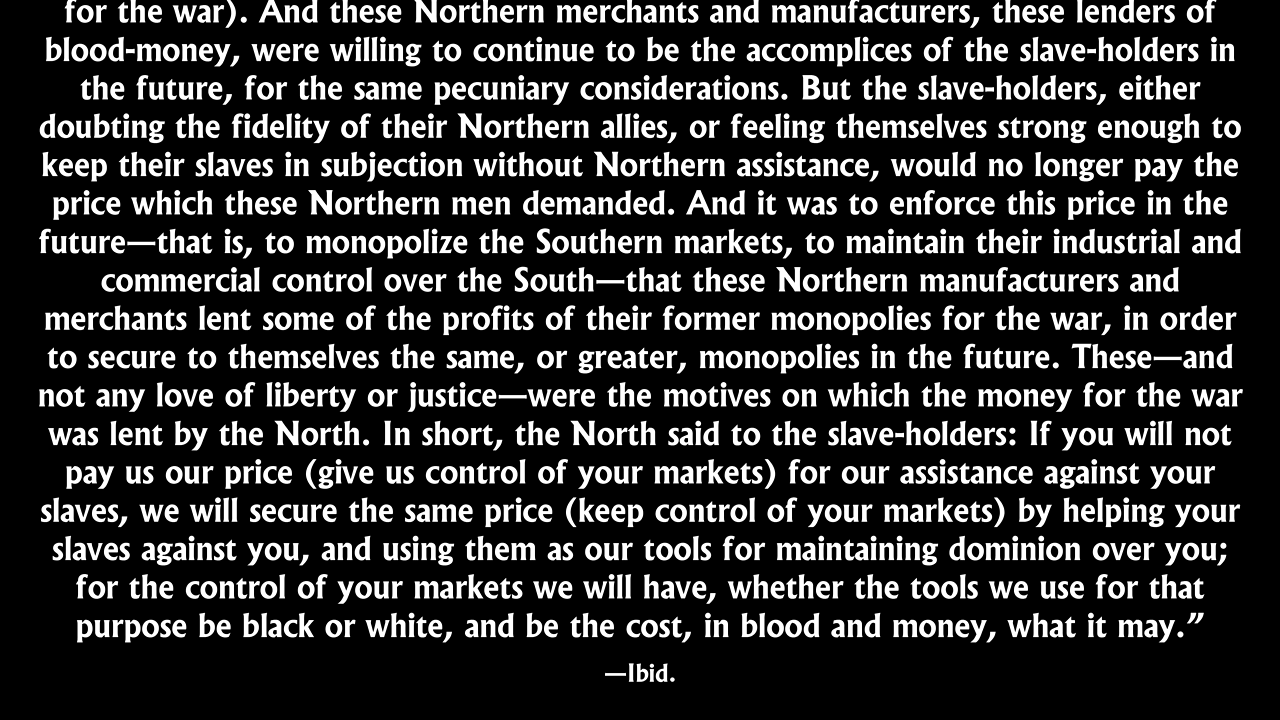 for the war). And these Northern merchants and manufacturers, these lenders of
blood-money, were willing to continue to be the accomplices of the slave-holders in
the future, for the same pecuniary considerations. But the slave-holders, either
doubting the fidelity of their Northern allies, or feeling themselves strong enough to
keep their slaves in subjection without Northern assistance, would no longer pay the
price which these Northern men demanded. And it was to enforce this price in the
future—that is, to monopolize the Southern markets, to maintain their industrial and
commercial control over the South—that these Northern manufacturers and
merchants lent some of the profits of their former monopolies for the war, in order
to secure to themselves the same, or greater, monopolies in the future. These—and
not any love of liberty or justice—were the motives on which the money for the war
was lent by the North. In short, the North said to the slave-holders: If you will not
pay us our price (give us control of your markets) for our assistance against your
slaves, we will secure the same price (keep control of your markets) by helping your
slaves against you, and using them as our tools for maintaining dominion over you;
for the control of your markets we will have, whether the tools we use for that
purpose be black or white, and be the cost, in blood and money, what it may.”
—Ibid.